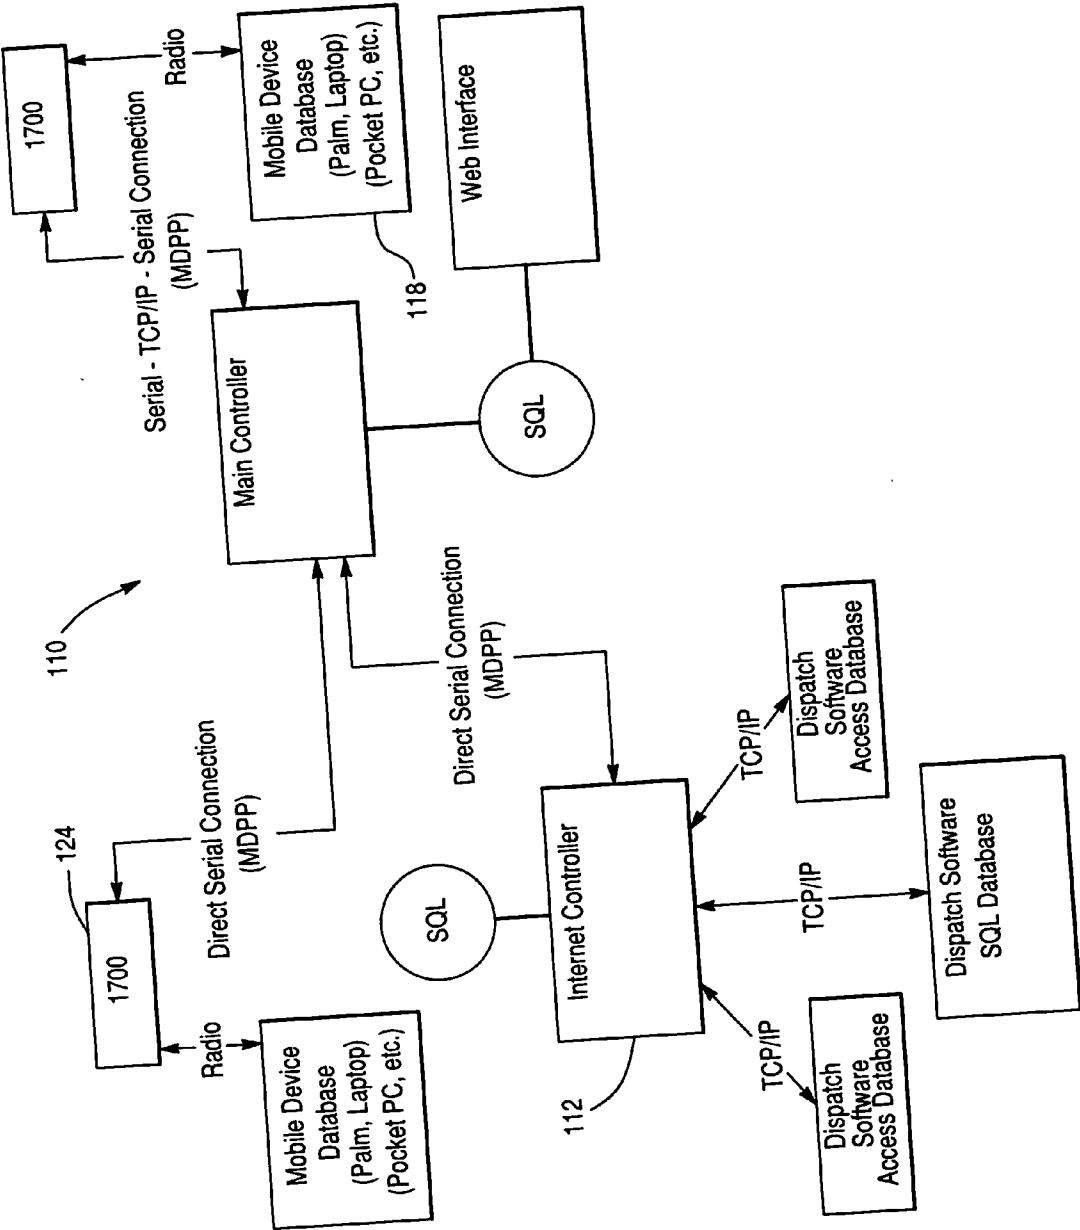 110
124
1700
Radio
Mobile Device
Database
(Palm, Laptop)
(Pocket PC, etc.)
Direct Serial Connection
(MDPP)
Serial - TCP/IP - Serial Connection
(MDPP)
1700
Radio
Mobile Device
Database
(Palm, Laptop)
(Pocket PC, etc.)
118
Main Controller
SQL
Web Interface
Direct Serial Connection
(MDPP)
SQL
Internet Controller
112
TCP/IP
TCP/IP
TCP/IP
Dispatch
Software
Access Database
Dispatch Software
SQL Database
Dispatch
Software
Access Database